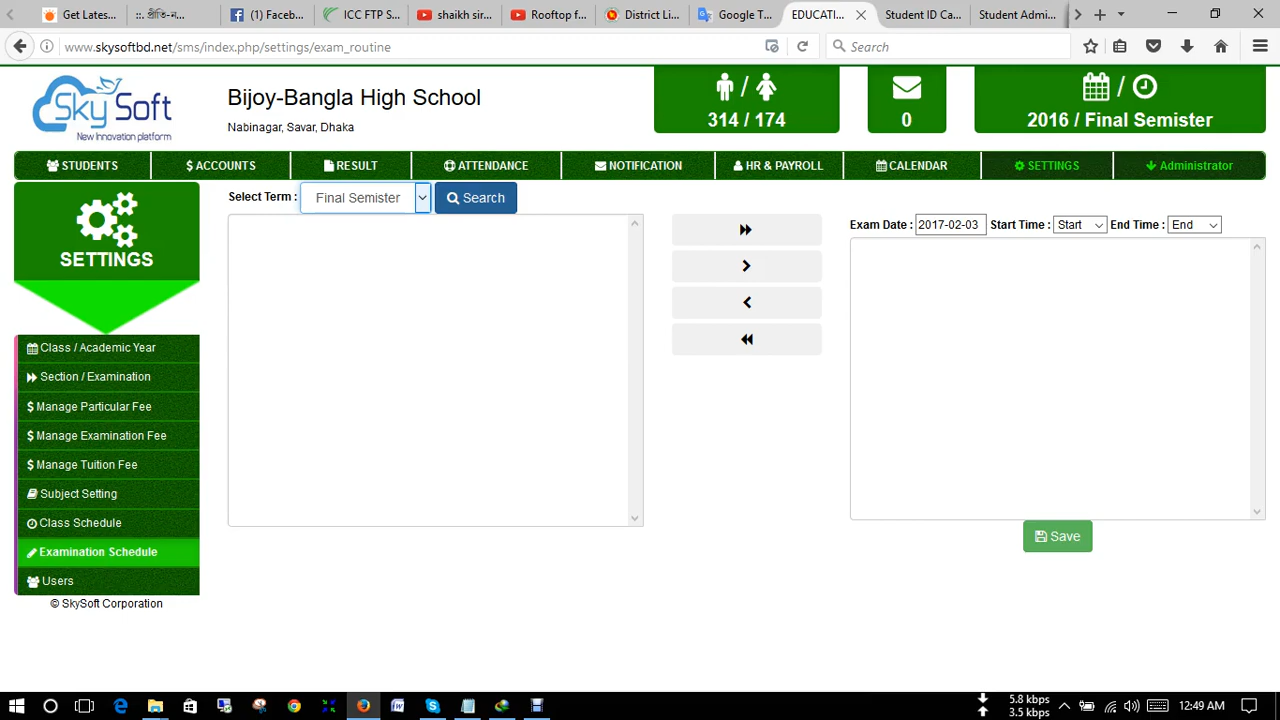 Get Lates...
::. প্রীতি-ন...
(1) Faceb...
ICC FTP S...
shaikh sir...
Rooftop f...
District Li...
Google T...
EDUCATI...
Student ID Ca...
Student Admi...
www.skysoftbd.net/sms/index.php/settings/exam_routine
Search
Sky Soft
New Innovation platform
Bijoy-Bangla High School
Nabinagar, Savar, Dhaka
/
314 / 174
0
/
2016 / Final Semister
STUDENTS
$ ACCOUNTS
RESULT
ATTENDANCE
NOTIFICATION
HR & PAYROLL
CALENDAR
SETTINGS
Administrator
SETTINGS
Class / Academic Year
Section / Examination
$ Manage Particular Fee
$ Manage Examination Fee
$ Manage Tuition Fee
Subject Setting
Class Schedule
Examination Schedule
Users
© SkySoft Corporation
Select Term : Final Semister Search
Exam Date : 2017-02-03 Start Time : Start End Time : End
Save
5.8 kbps
3.5 kbps
12:49 AM